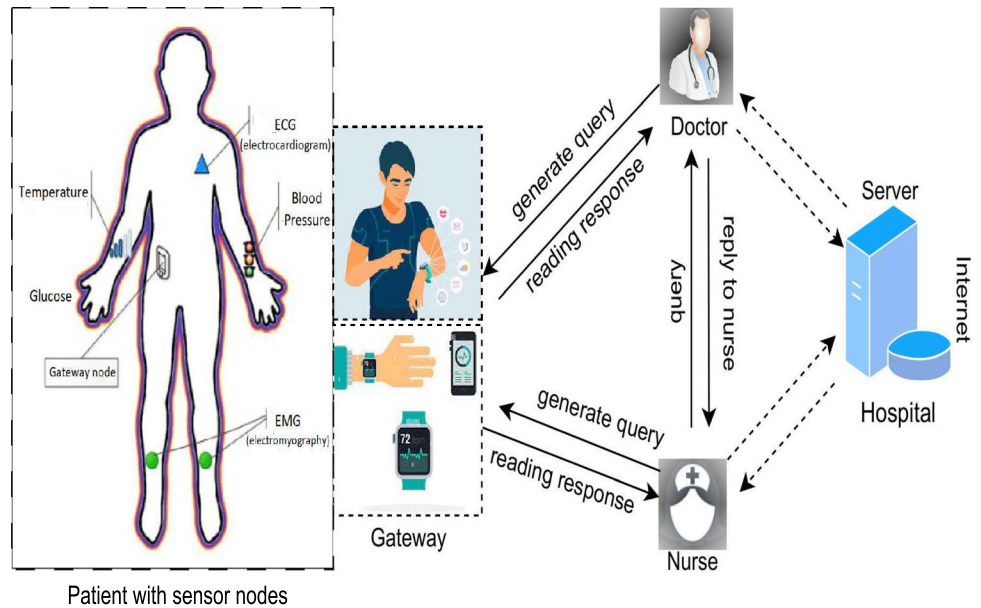 ECG
(electrocardiogram)
Temperature
Blood
Pressure
Glucose
Gateway node
EMG
(electromyography)
Patient with sensor nodes
72
Gateway
generate query
reading response
generate query
reading response
Doctor
query
reply to nurse
Nurse
Server
Internet
Hospital